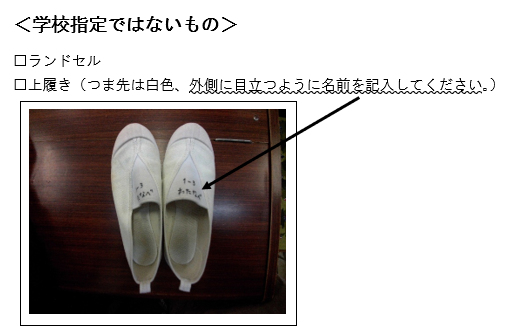 ＜学校指定ではないもの＞
□ランドセル
□上履き（つま先は白色、外側に目立つように名前を記入してください。）